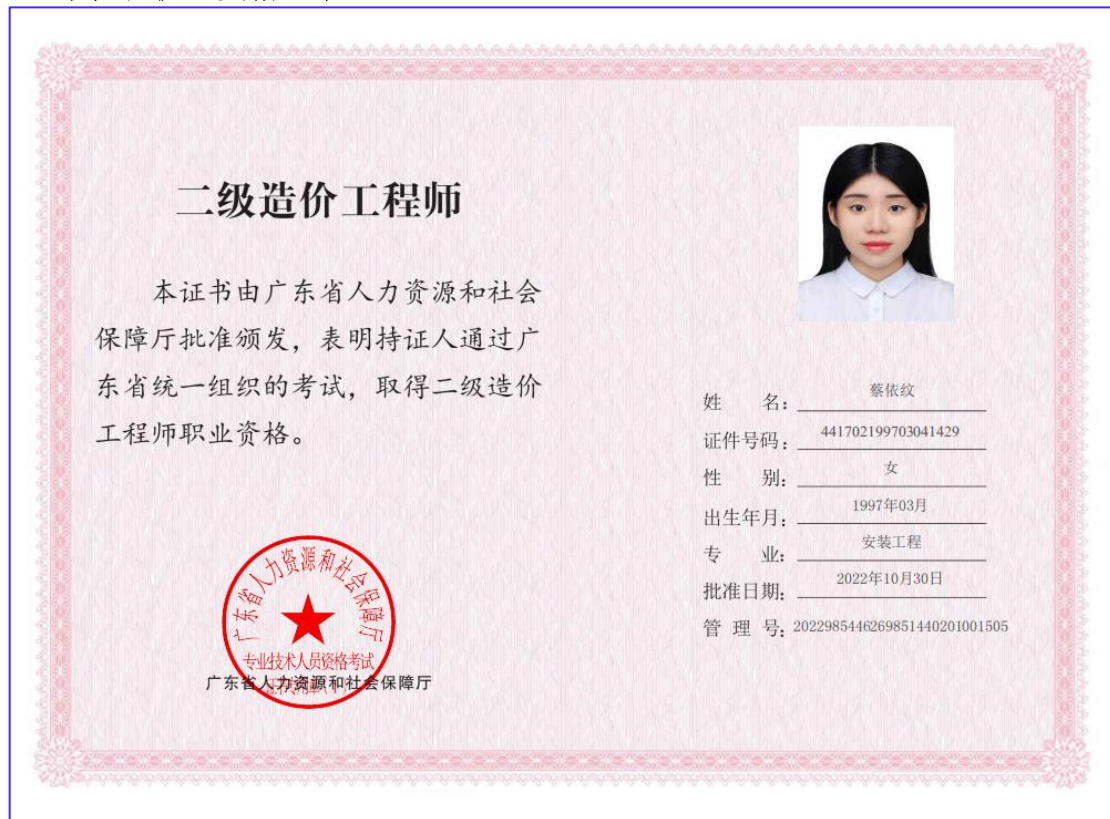 二级造价工程师
本证书由广东省人力资源和社会
保障厅批准颁发，表明持证人通过广
东省统一组织的考试，取得二级造价
工程师职业资格。
广东省人力资源和社会保障厅
专业技术人员资格考试
广东省人力资源和社会保障厅
姓 名：蔡依纹
证件号码：441702199703041429
性 别：女
出生年月：1997年03月
专 业：安装工程
批准日期：2022年10月30日
管 理 号：2022985446269851440201001505